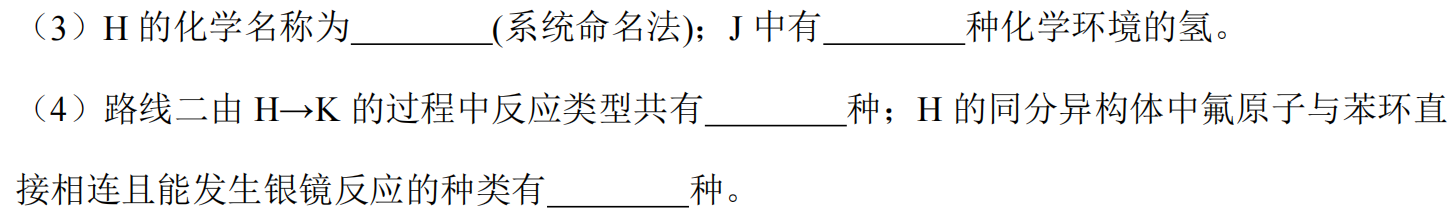 （3）H 的化学名称为________(系统命名法)；J 中有________种化学环境的氢。
（4）路线二由 H→K 的过程中反应类型共有________种；H 的同分异构体中氟原子与苯环直
接相连且能发生银镜反应的种类有________种。